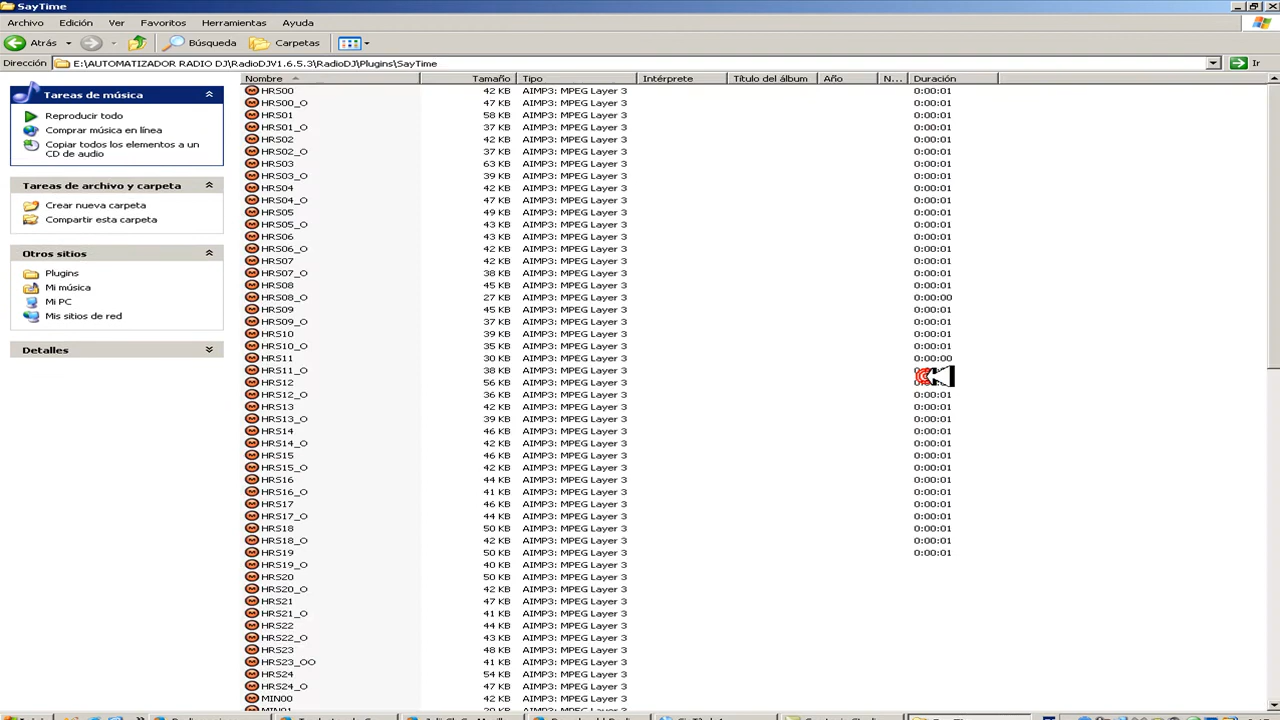 SayTime
Archivo Edición Ver Favoritos Herramientas Ayuda
Atrás Búsqueda Carpetas
Dirección E:\AUTOMATIZADOR RADIO DJ\RadioDJV1.6.5.3\RadioDJ\Plugins\SayTime Ir
Tareas de música
Reproducir todo
Comprar música en línea
Copiar todos los elementos a un
CD de audio
Tareas de archivo y carpeta
Crear nueva carpeta
Compartir esta carpeta
Otros sitios
Plugins
Mi música
Mi PC
Mis sitios de red
Detalles
Nombre Tamaño Tipo Intérprete Título del álbum Año N... Duración
HRS00 42 KB AIMP3: MPEG Layer 3 0:00:01
HRS00_O 47 KB AIMP3: MPEG Layer 3 0:00:01
HRS01 58 KB AIMP3: MPEG Layer 3 0:00:01
HRS01_O 37 KB AIMP3: MPEG Layer 3 0:00:01
HRS02 42 KB AIMP3: MPEG Layer 3 0:00:01
HRS02_O 37 KB AIMP3: MPEG Layer 3 0:00:01
HRS03 63 KB AIMP3: MPEG Layer 3 0:00:01
HRS03_O 39 KB AIMP3: MPEG Layer 3 0:00:01
HRS04 42 KB AIMP3: MPEG Layer 3 0:00:01
HRS04_O 47 KB AIMP3: MPEG Layer 3 0:00:01
HRS05 49 KB AIMP3: MPEG Layer 3 0:00:01
HRS05_O 43 KB AIMP3: MPEG Layer 3 0:00:01
HRS06 42 KB AIMP3: MPEG Layer 3 0:00:01
HRS06_O 42 KB AIMP3: MPEG Layer 3 0:00:01
HRS07 42 KB AIMP3: MPEG Layer 3 0:00:01
HRS07_O 38 KB AIMP3: MPEG Layer 3 0:00:01
HRS08 45 KB AIMP3: MPEG Layer 3 0:00:01
HRS08_O 27 KB AIMP3: MPEG Layer 3 0:00:00
HRS09 45 KB AIMP3: MPEG Layer 3 0:00:01
HRS09_O 37 KB AIMP3: MPEG Layer 3 0:00:01
HRS10 39 KB AIMP3: MPEG Layer 3 0:00:01
HRS10_O 35 KB AIMP3: MPEG Layer 3 0:00:01
HRS11 30 KB AIMP3: MPEG Layer 3 0:00:00
HRS11_O 38 KB AIMP3: MPEG Layer 3
HRS12 56 KB AIMP3: MPEG Layer 3
HRS12_O 36 KB AIMP3: MPEG Layer 3 0:00:01
HRS13 42 KB AIMP3: MPEG Layer 3 0:00:01
HRS13_O 39 KB AIMP3: MPEG Layer 3 0:00:01
HRS14 46 KB AIMP3: MPEG Layer 3 0:00:01
HRS14_O 42 KB AIMP3: MPEG Layer 3 0:00:01
HRS15 46 KB AIMP3: MPEG Layer 3 0:00:01
HRS15_O 42 KB AIMP3: MPEG Layer 3 0:00:01
HRS16 44 KB AIMP3: MPEG Layer 3 0:00:01
HRS16_O 41 KB AIMP3: MPEG Layer 3 0:00:01
HRS17 46 KB AIMP3: MPEG Layer 3 0:00:01
HRS17_O 44 KB AIMP3: MPEG Layer 3 0:00:01
HRS18 50 KB AIMP3: MPEG Layer 3 0:00:01
HRS18_O 42 KB AIMP3: MPEG Layer 3 0:00:01
HRS19 50 KB AIMP3: MPEG Layer 3 0:00:01
HRS19_O 40 KB AIMP3: MPEG Layer 3
HRS20 50 KB AIMP3: MPEG Layer 3
HRS20_O 42 KB AIMP3: MPEG Layer 3
HRS21 47 KB AIMP3: MPEG Layer 3
HRS21_O 41 KB AIMP3: MPEG Layer 3
HRS22 44 KB AIMP3: MPEG Layer 3
HRS22_O 43 KB AIMP3: MPEG Layer 3
HRS23 48 KB AIMP3: MPEG Layer 3
HRS23_OO 41 KB AIMP3: MPEG Layer 3
HRS24 54 KB AIMP3: MPEG Layer 3
HRS24_O 47 KB AIMP3: MPEG Layer 3
MIN00 42 KB AIMP3: MPEG Layer 3